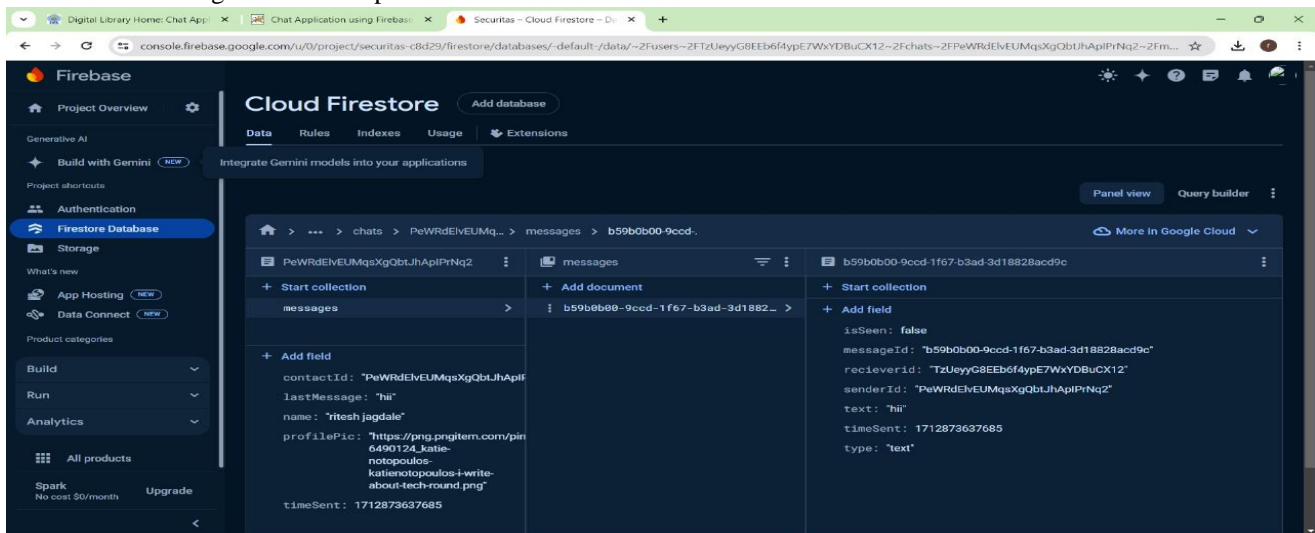 Digital Library Home: Chat Appl
Chat Application using Firebas
Securitas – Cloud Firestore – Da
console.firebase.google.com/u/0/project/securitas-c8d29/firestore/databases/-default-/data/~2Fusers~2FTzUeyyG8EEb6f4ypE7WxYDBuCX12~2Fchats~2FPeWRdElvEUMqsXgQbtJhApIPrNq2~2Fm...
Firebase
Project Overview
Generative AI
Build with Gemini NEW
Integrate Gemini models into your applications
Project shortcuts
Authentication
Firestore Database
Storage
What's new
App Hosting NEW
Data Connect NEW
Product categories
Build
Run
Analytics
All products
Spark
No cost $0/month
Upgrade
Cloud Firestore
Add database
Data Rules Indexes Usage Extensions
Panel view Query builder
... > chats > PeWRdElvEUMq... > messages > b59b0b00-9ccd-.
More in Google Cloud
PeWRdElvEUMqsXgQbtJhApIPrNq2
+ Start collection
messages
+ Add field
contactId: "PeWRdElvEUMqsXgQbtJhApIF
lastMessage: "hii"
name: "ritesh jagdale"
profilePic: "https://png.pngitem.com/pin
6490124_katie-
notopoulos-
katienotopoulos-i-write-
about-tech-round.png"
timeSent: 1712873637685
messages
+ Add document
b59b0b00-9ccd-1f67-b3ad-3d1882...
b59b0b00-9ccd-1f67-b3ad-3d18828acd9c
+ Start collection
+ Add field
isSeen: false
messageId: "b59b0b00-9ccd-1f67-b3ad-3d18828acd9c"
recieverid: "TzUeyyG8EEb6f4ypE7WxYDBuCX12"
senderId: "PeWRdElvEUMqsXgQbtJhApIPrNq2"
text: "hii"
timeSent: 1712873637685
type: "text"